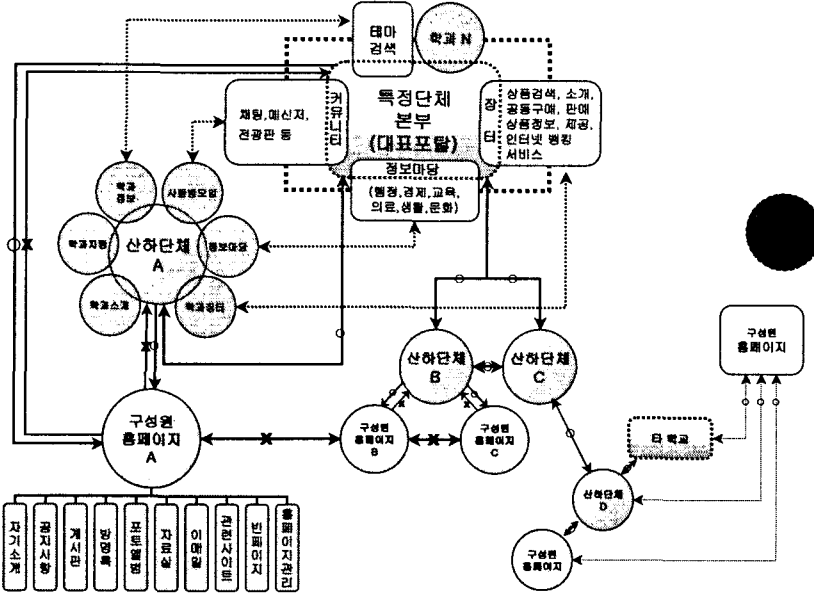 테마
검색
학과 N
커뮤니티
특정단체
본부
(대표포탈)
장터
상품검색, 소개,
공동구매, 판매
상품정보, 제공,
인터넷 뱅킹
서비스
채팅, 메신저,
전광판 등
정보마당
(행정,경제,교육,
의료,생활,문화)
학과
정보
사람방모임
학과자랑
산하단체
A
정보마당
학과소개
학과장터
산하단체
B
산하단체
C
구성원
홈페이지
구성원
홈페이지
A
구성원
홈페이지
B
구성원
홈페이지
C
타 학교
산하단체
D
구성원
홈페이지
자기소개
공지사항
게시판
방명록
포토앨범
자료실
이메일
관련사이트
빈페이지
홈페이지관리